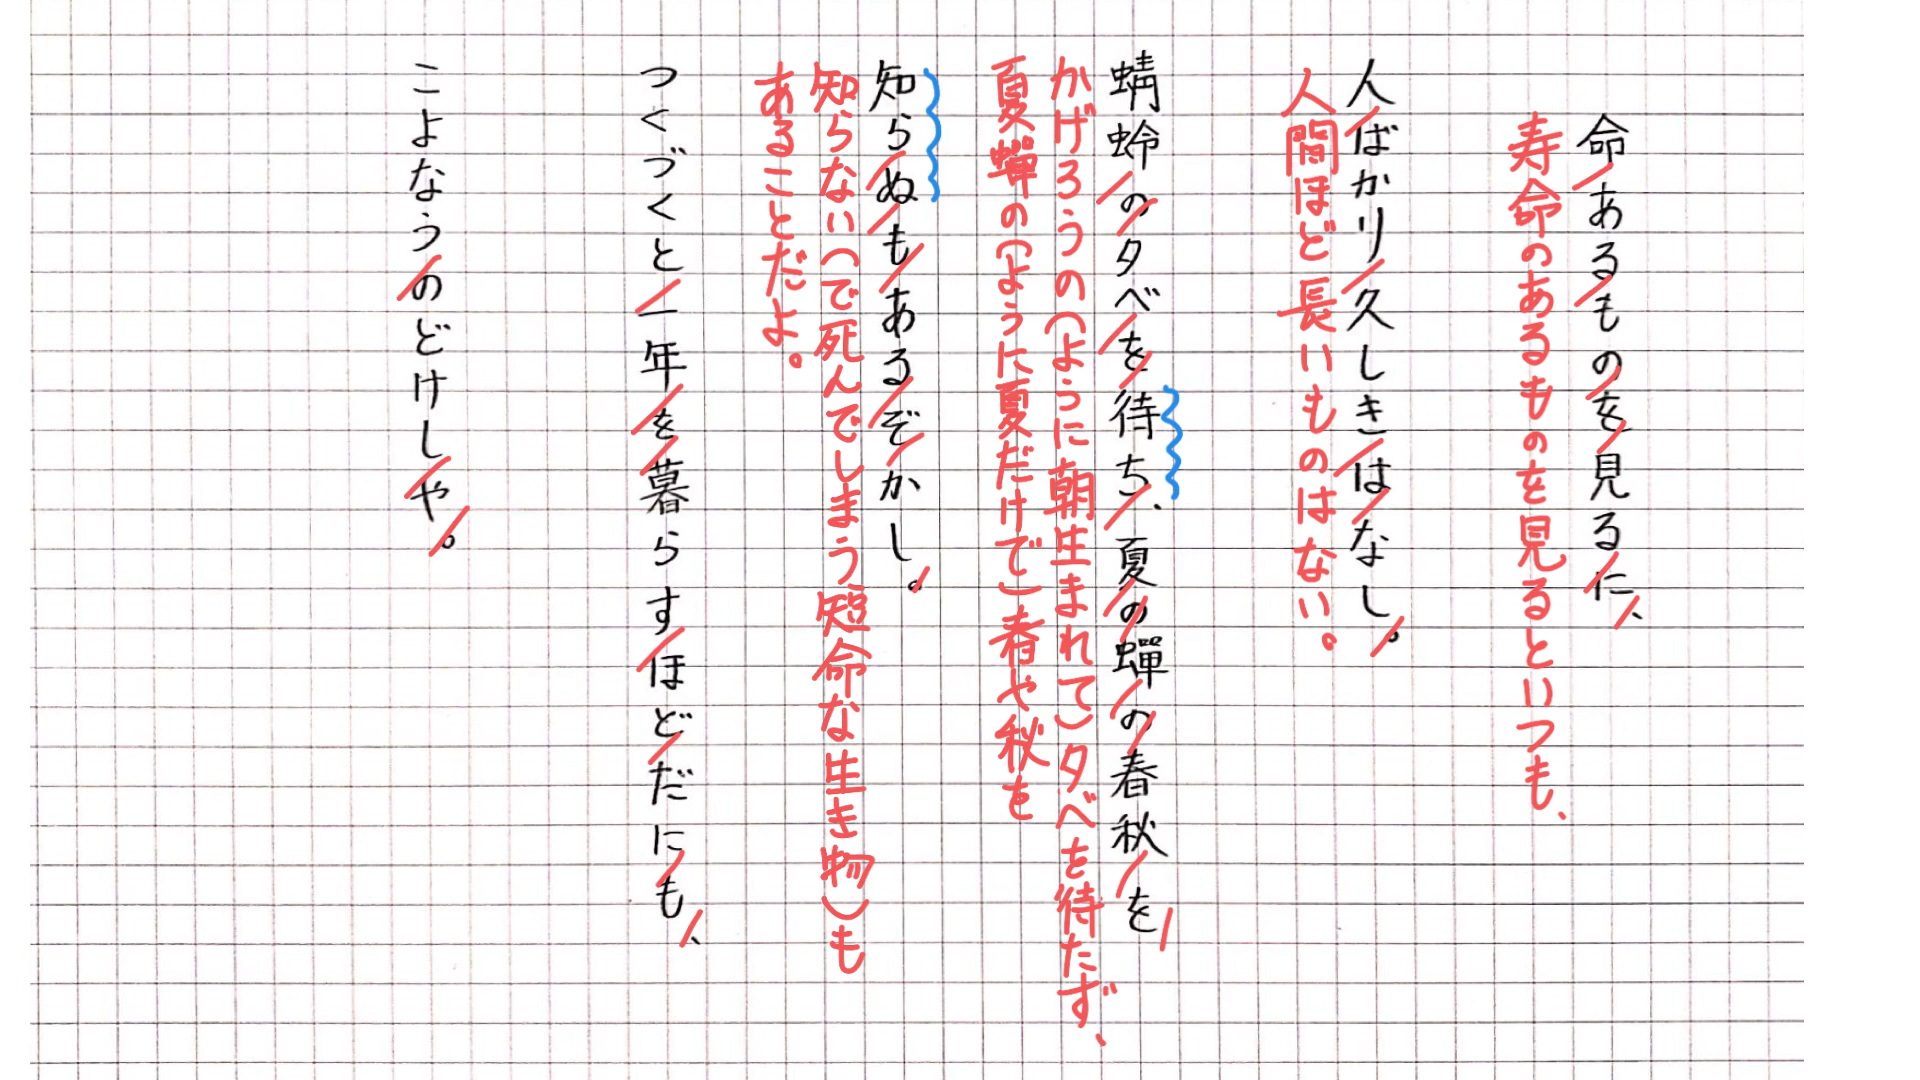 命あるものを見るに、
寿命のあるものを見るといつも、
人ばかり久しきはなし。
人間ほど長いものはない。
蜻蛉の夕べを待ち、夏の蟬の春秋を
かげろうの(ように朝生まれて)夕べを待たず、
夏蟬の(ように夏だけで)春や秋を
知らぬもあるぞかし。
知らない(で死んでしまう短命な生き物)も
あることだよ。
つくづくと一年を暮らすほどだにも、
こよなうのどけしや。